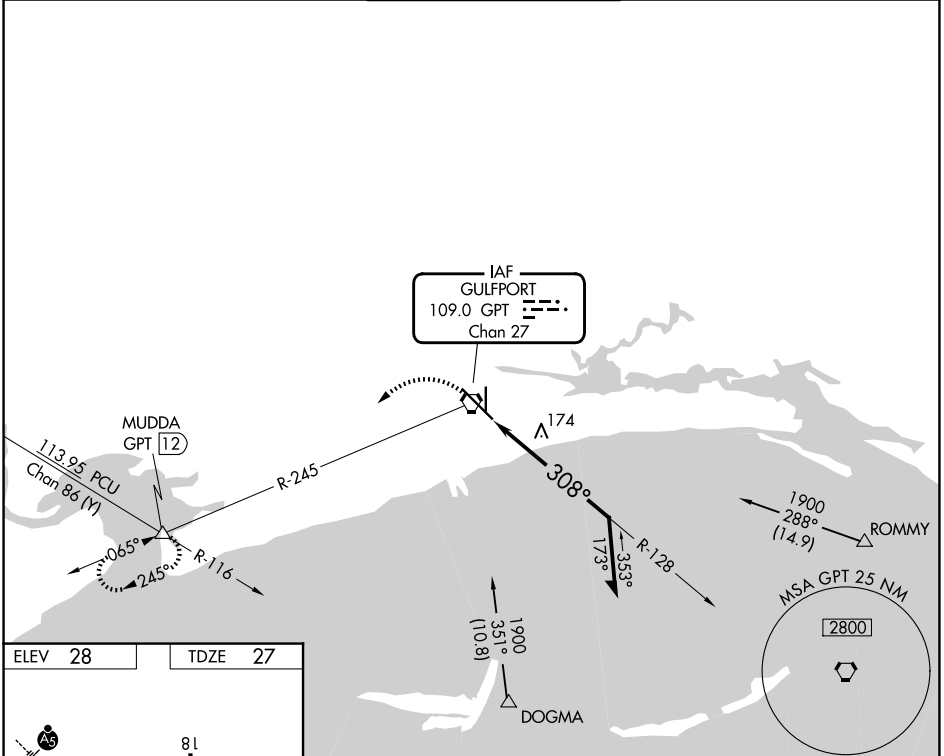 IAF
GULFPORT
109.0 GPT
Chan 27
174
MUDDA
GPT 12
113.95 PCU
Chan 86 (Y)
R-245
308°
1900
288°
(14.9)
ROMMY
065°
245°
R-116
173°
353°
R-128
MSA GPT 25 NM
2800
1900
351°
(10.8)
DOGMA
ELEV 28
TDZE 27
A5
18